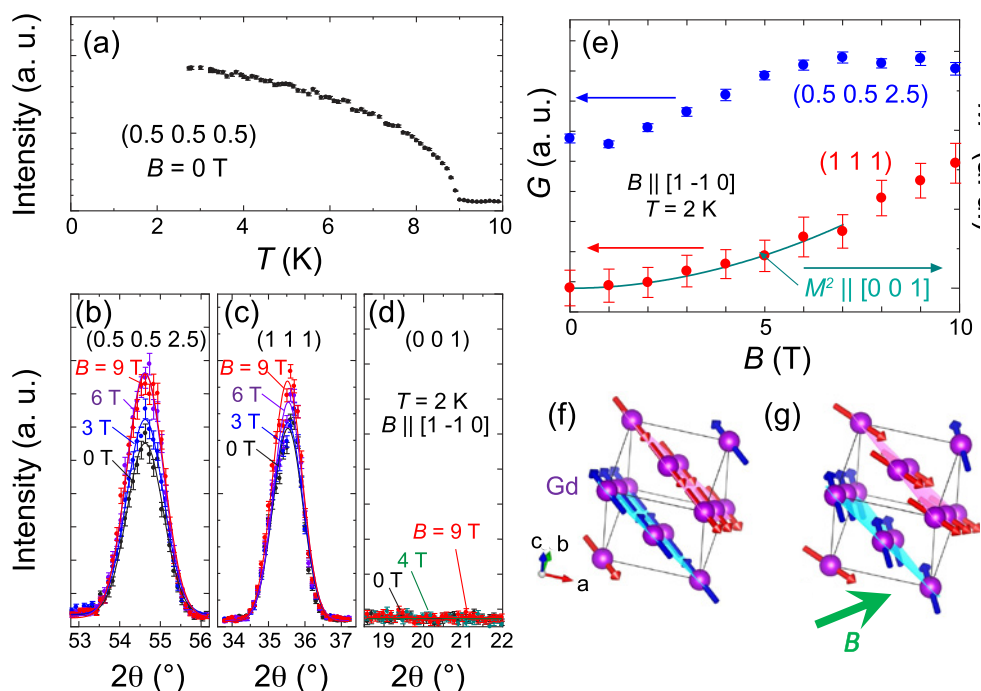 (a)
Intensity (a. u.)
(0.5 0.5 0.5)
B = 0 T
0 2 4 6 8 10
T (K)
(b)
(0.5 0.5 2.5)
B = 9 T
6 T
3 T
0 T
Intensity (a. u.)
53 54 55 56
2θ (°)
(c)
(1 1 1)
B = 9 T
6 T
3 T
0 T
34 35 36 37
2θ (°)
(d)
(0 0 1)
T = 2 K
B || [1 -1 0]
B = 9 T
4 T
0 T
19 20 21 22
2θ (°)
(e)
G (a. u.)
(0.5 0.5 2.5)
(1 1 1)
B || [1 -1 0]
T = 2 K
M² || [0 0 1]
0 5 10
B (T)
(f)
Gd
c
b
a
(g)
B